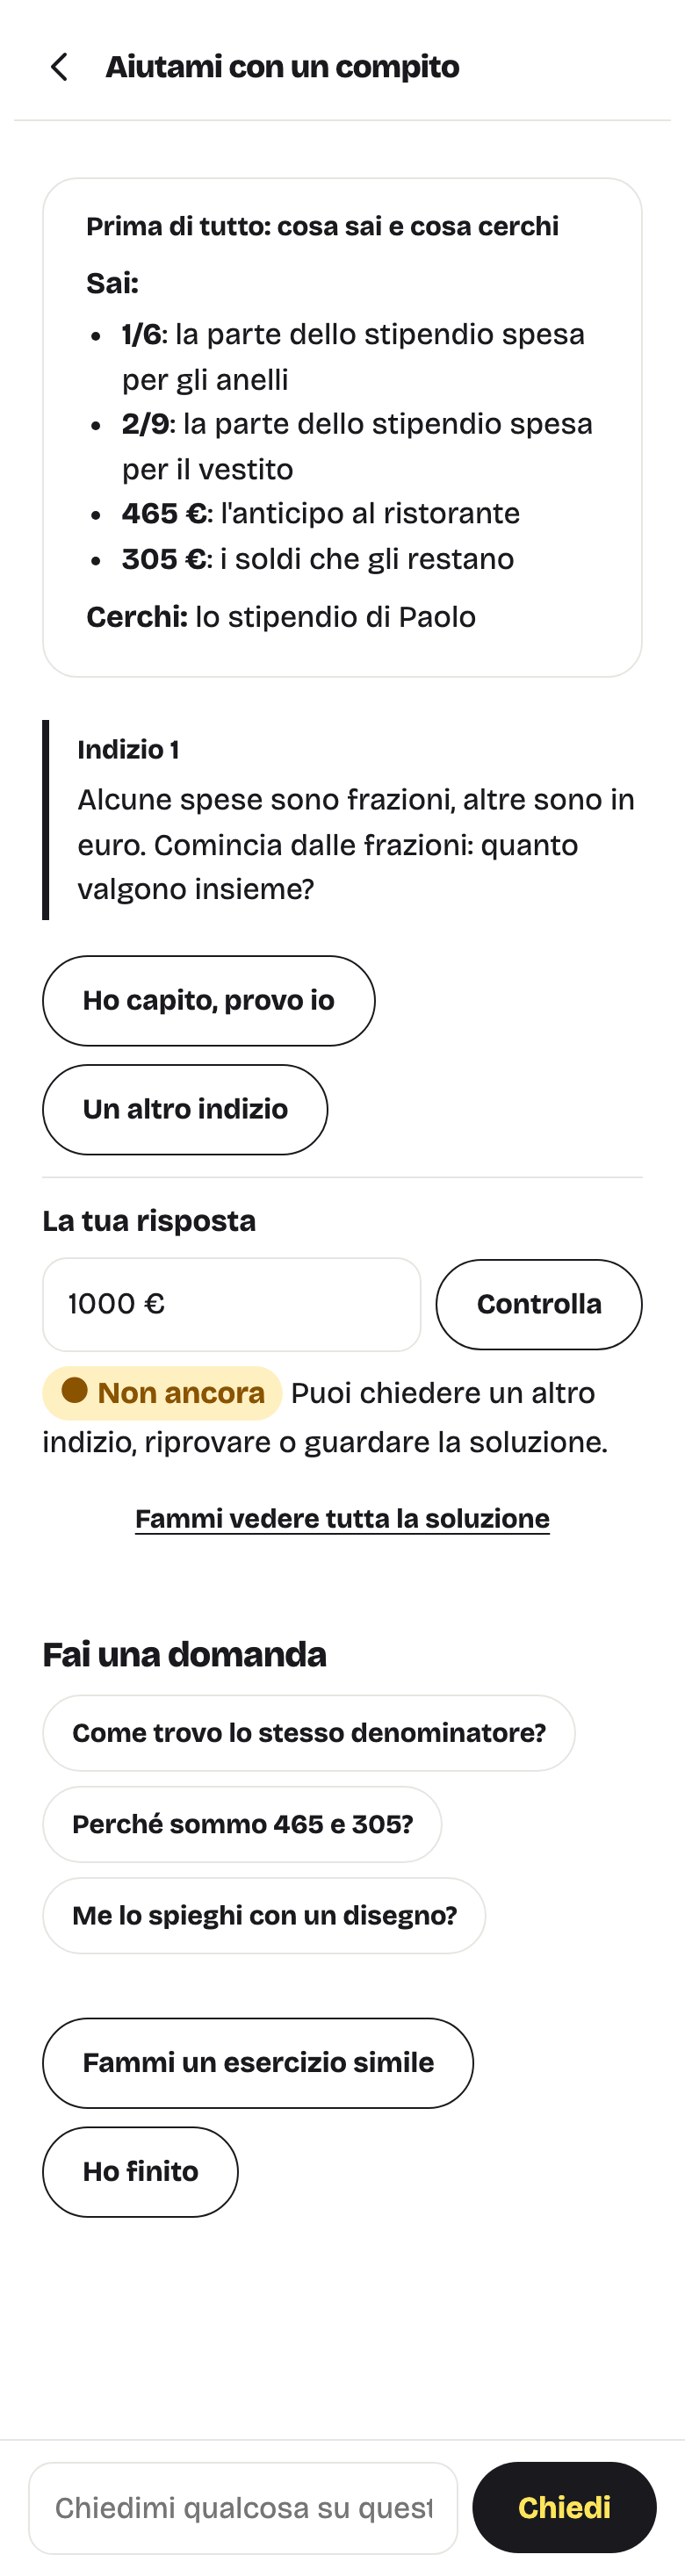 Aiutami con un compito
Prima di tutto: cosa sai e cosa cerchi
Sai:
• 1/6: la parte dello stipendio spesa
per gli anelli
• 2/9: la parte dello stipendio spesa
per il vestito
• 465 €: l'anticipo al ristorante
• 305 €: i soldi che gli restano
Cerchi: lo stipendio di Paolo
Indizio 1
Alcune spese sono frazioni, altre sono in
euro. Comincia dalle frazioni: quanto
valgono insieme?
Ho capito, provo io
Un altro indizio
La tua risposta
1000 €
Controlla
Non ancora Puoi chiedere un altro
indizio, riprovare o guardare la soluzione.
Fammi vedere tutta la soluzione
Fai una domanda
Come trovo lo stesso denominatore?
Perché sommo 465 e 305?
Me lo spieghi con un disegno?
Fammi un esercizio simile
Ho finito
Chiedimi qualcosa su quest
Chiedi